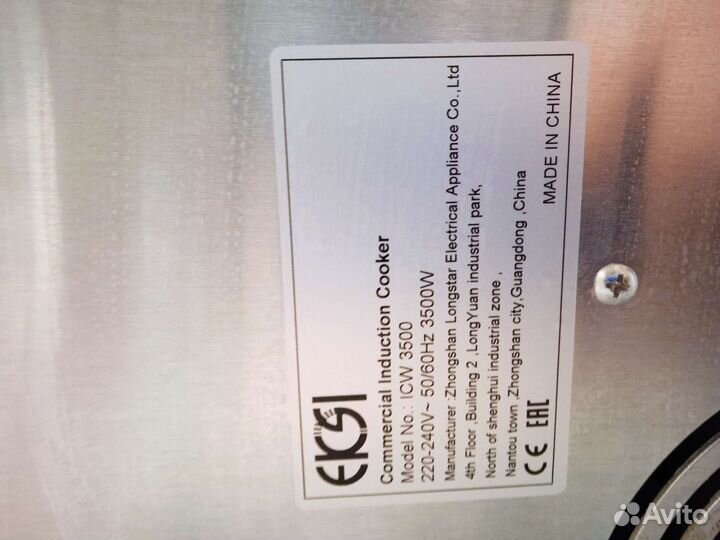 EKSI
Commercial Induction Cooker
Model No.: ICW 3500
220-240V~ 50/60Hz 3500W
Manufacturer :Zhongshan Longstar Electrical Appliance Co.,Ltd
4th Floor ,Building 2 ,LongYuan industrial park,
North of shenghui industrial zone ,
Nantou town ,Zhongshan city,Guangdong ,China
CE EAC
MADE IN CHINA
Avito